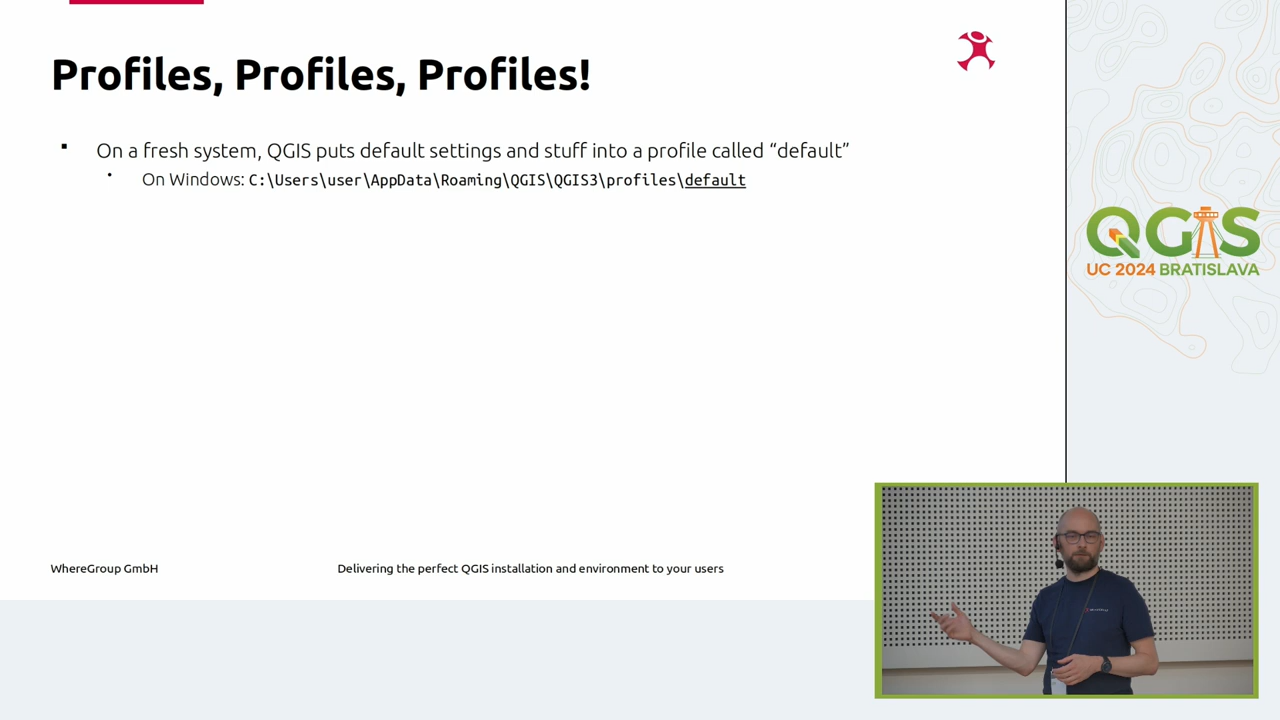 Profiles, Profiles, Profiles!
On a fresh system, QGIS puts default settings and stuff into a profile called “default”
On Windows: C:\Users\user\AppData\Roaming\QGIS\QGIS3\profiles\default
QGIS
UC 2024 BRATISLAVA
WhereGroup GmbH
Delivering the perfect QGIS installation and environment to your users